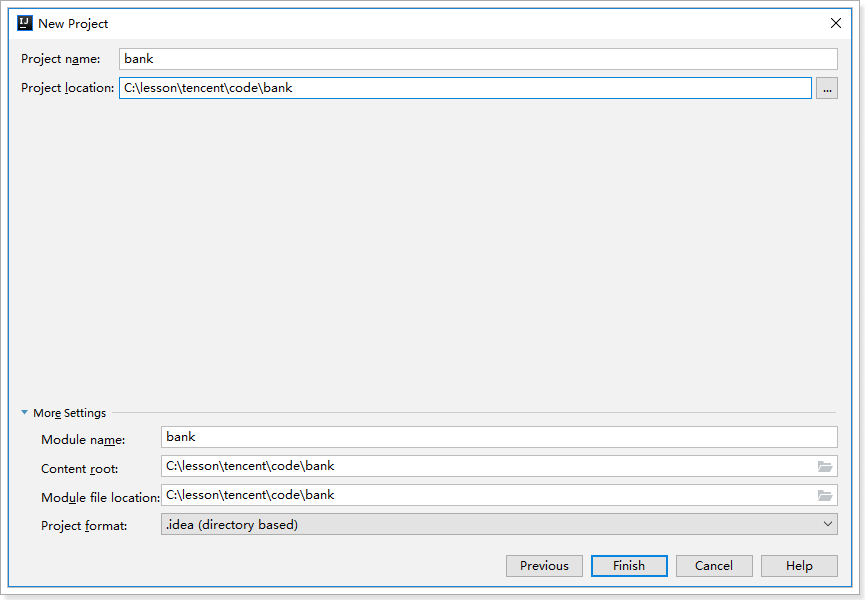 New Project
Project name: bank
Project location: C:\lesson\tencent\code\bank ...
More Settings
Module name: bank
Content root: C:\lesson\tencent\code\bank
Module file location: C:\lesson\tencent\code\bank
Project format: .idea (directory based)
Previous Finish Cancel Help